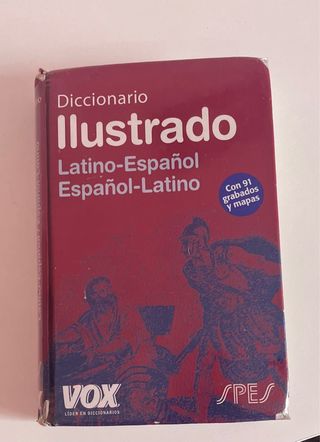 Diccionario
Ilustrado
Latino-Español
Español-Latino
Con 91
grabados
y mapas
VOX
LÍDER EN DICCIONARIOS
SPES